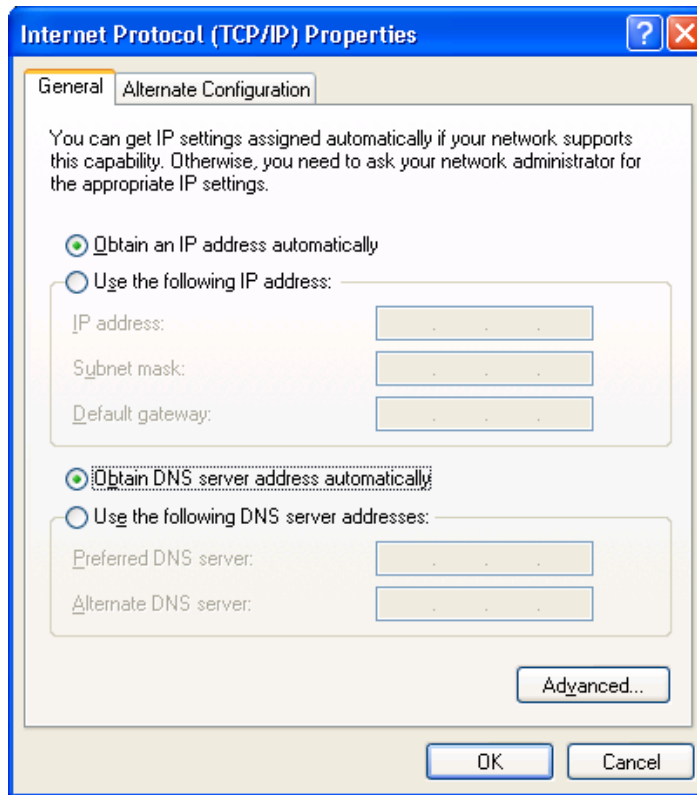 Internet Protocol (TCP/IP) Properties
General
Alternate Configuration
You can get IP settings assigned automatically if your network supports
this capability. Otherwise, you need to ask your network administrator for
the appropriate IP settings.
Obtain an IP address automatically
Use the following IP address:
IP address:
Subnet mask:
Default gateway:
Obtain DNS server address automatically
Use the following DNS server addresses:
Preferred DNS server:
Alternate DNS server:
Advanced...
OK
Cancel